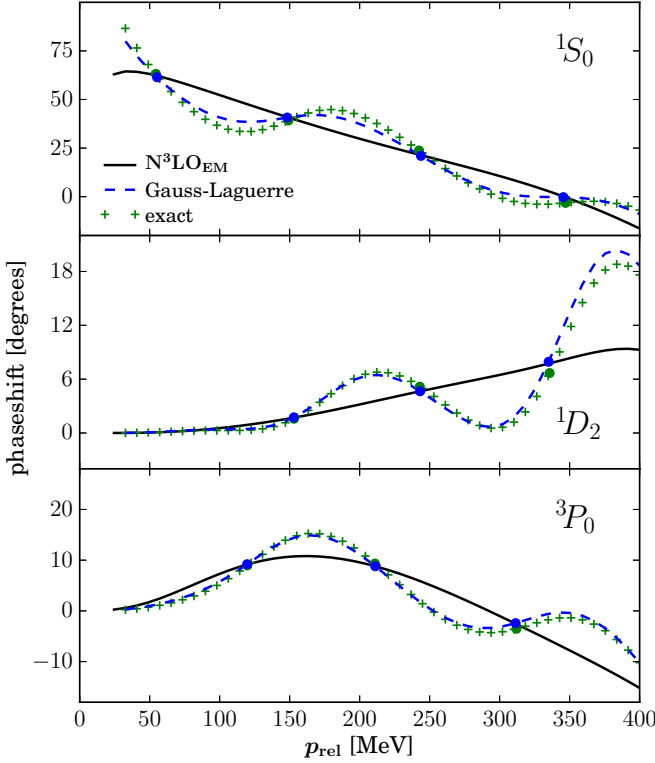 75
50
25
0
¹S₀
N³LO_EM
Gauss-Laguerre
exact
18
12
6
0
¹D₂
phaseshift [degrees]
20
10
0
−10
³P₀
0 50 100 150 200 250 300 350 400
p_rel [MeV]